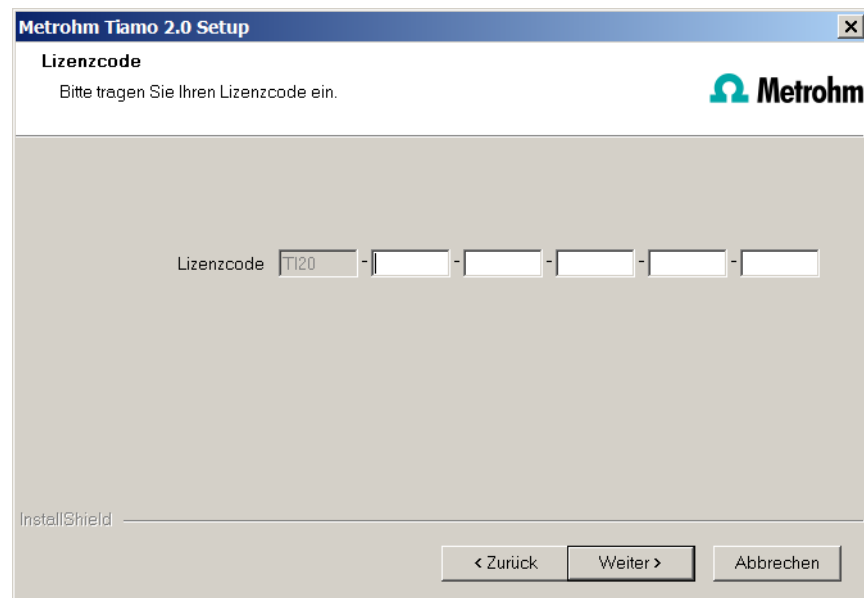 Metrohm Tiamo 2.0 Setup
Lizenzcode
Bitte tragen Sie Ihren Lizenzcode ein.
Metrohm
Lizenzcode TI20 - - - - -
InstallShield
< Zurück Weiter > Abbrechen